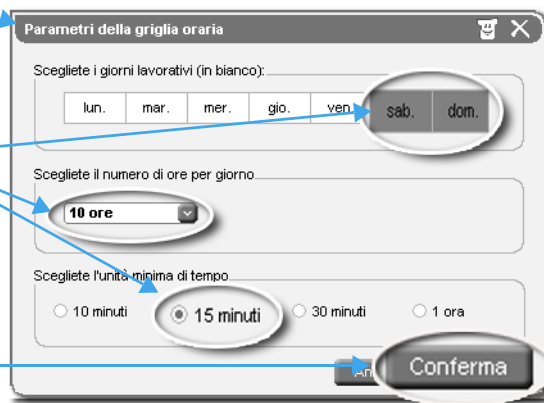 Parametri della griglia oraria
Scegliete i giorni lavorativi (in bianco):
lun. mar. mer. gio. ven. sab. dom.
Scegliete il numero di ore per giorno
10 ore
Scegliete l'unità minima di tempo
10 minuti 15 minuti 30 minuti 1 ora
Conferma